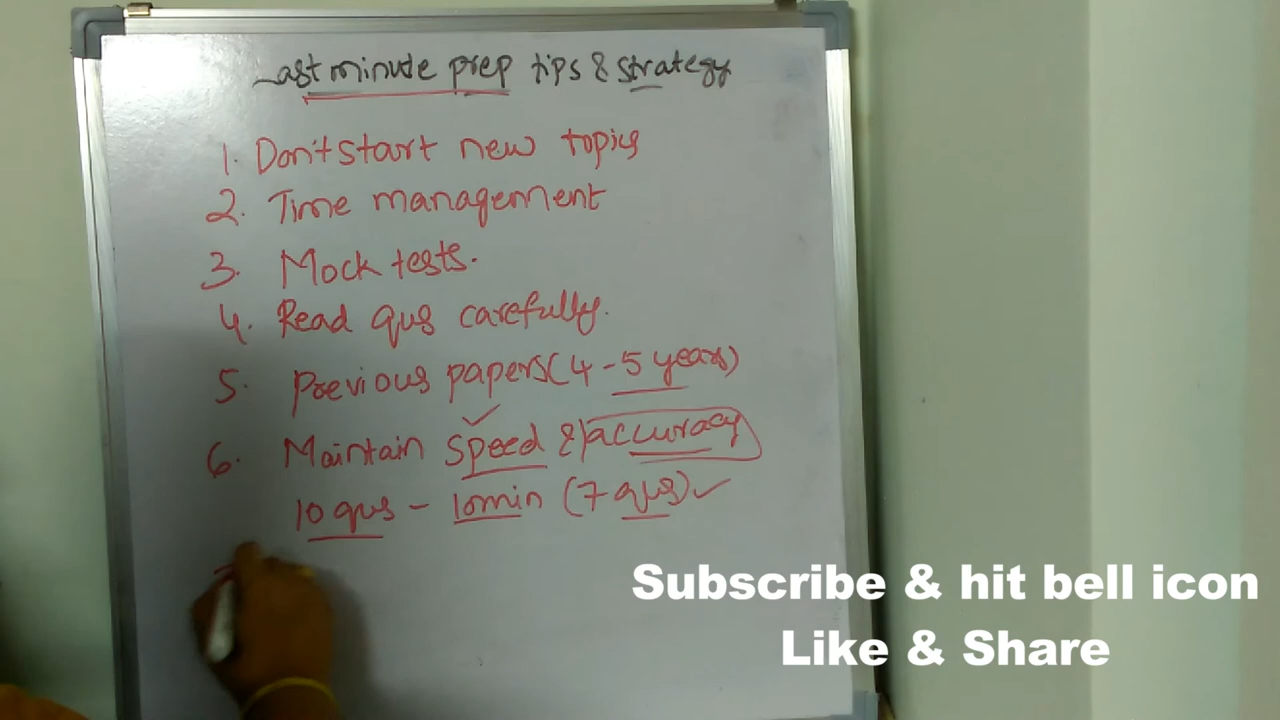 Last minute prep tips & strategy
1. Don't start new topics
2. Time management
3. Mock tests.
4. Read qus carefully.
5. Previous papers (4-5 years)
6. Maintain speed & accuracy
10 qus - 10min (7 qus)
Subscribe & hit bell icon
Like & Share